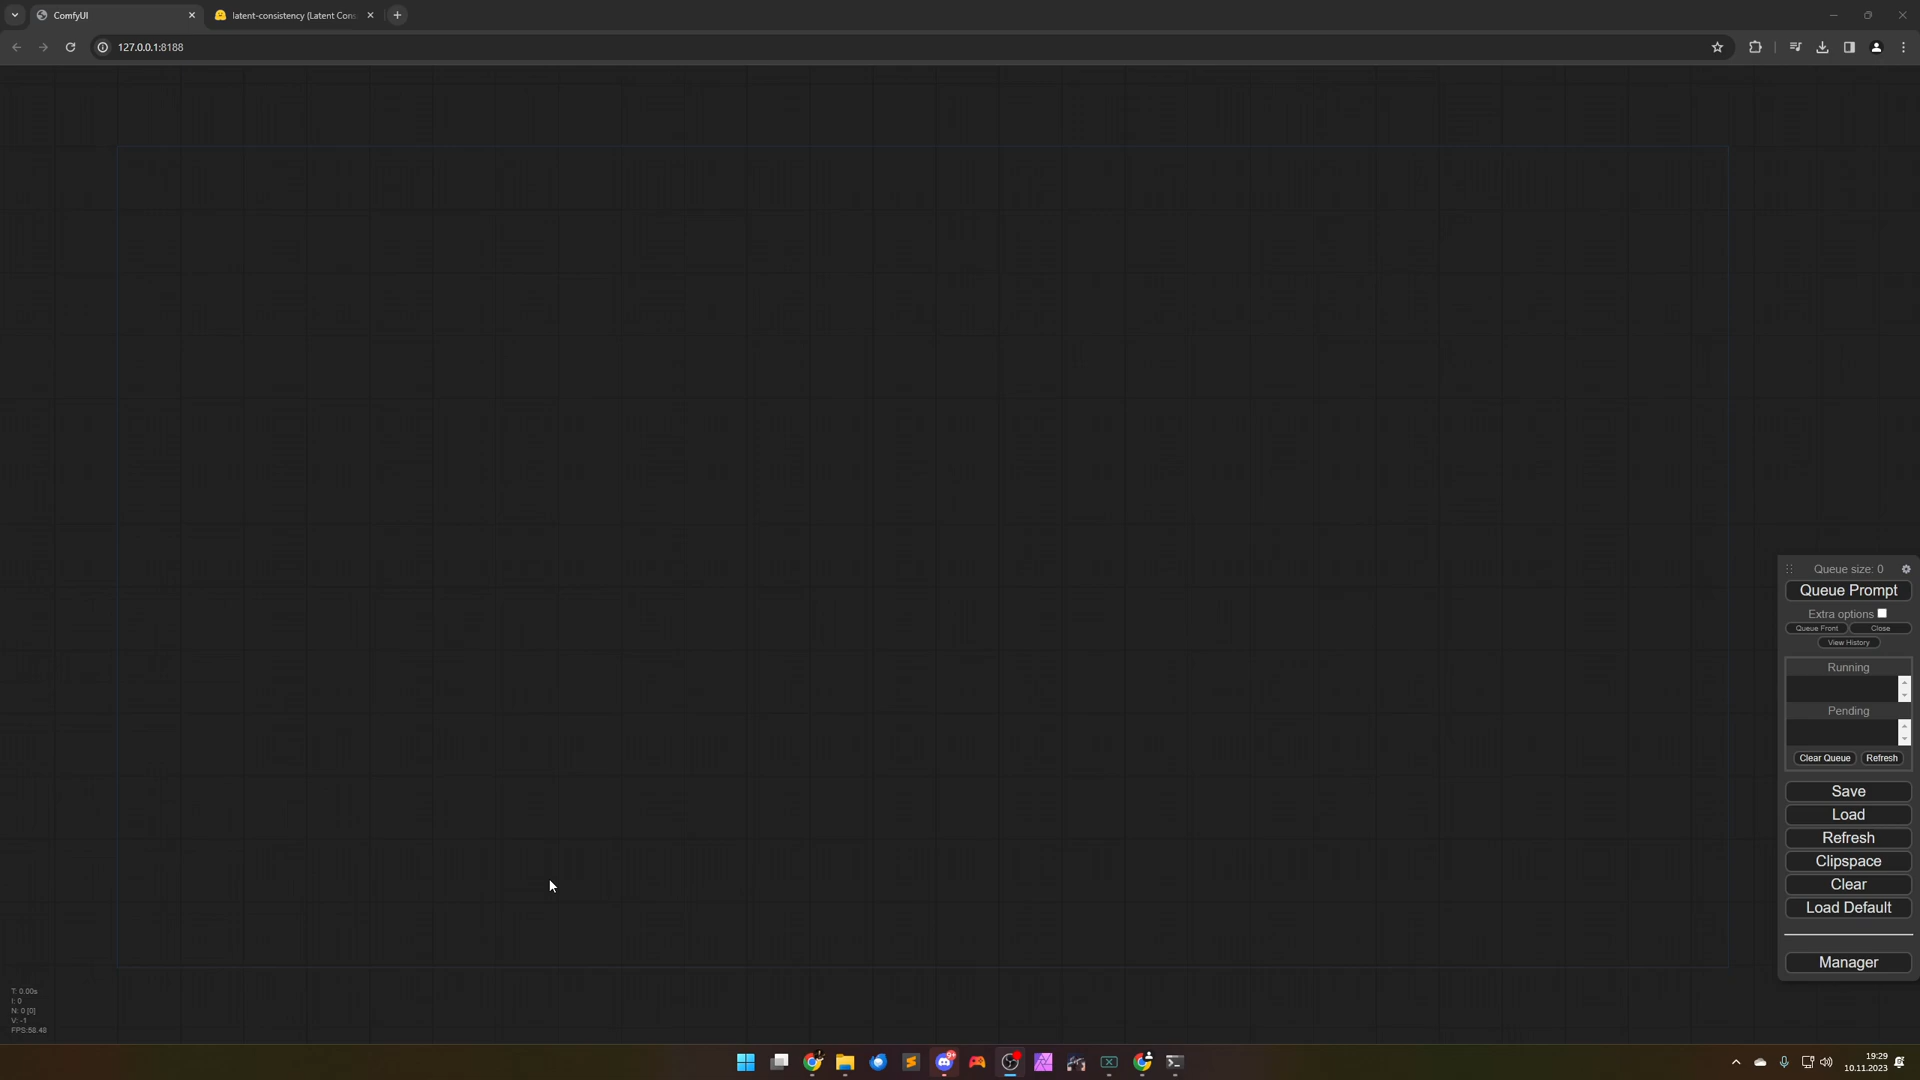 ComfyUI
latent-consistency (Latent Cons
127.0.0.1:8188
Queue size: 0
Queue Prompt
Extra options
Queue Front
Close
View History
Running
Pending
Clear Queue
Refresh
Save
Load
Refresh
Clipspace
Clear
Load Default
Manager
T: 0.00s
I: 0
N: 0 [0]
V: -1
FPS:58.48
9+
19:29
10.11.2023